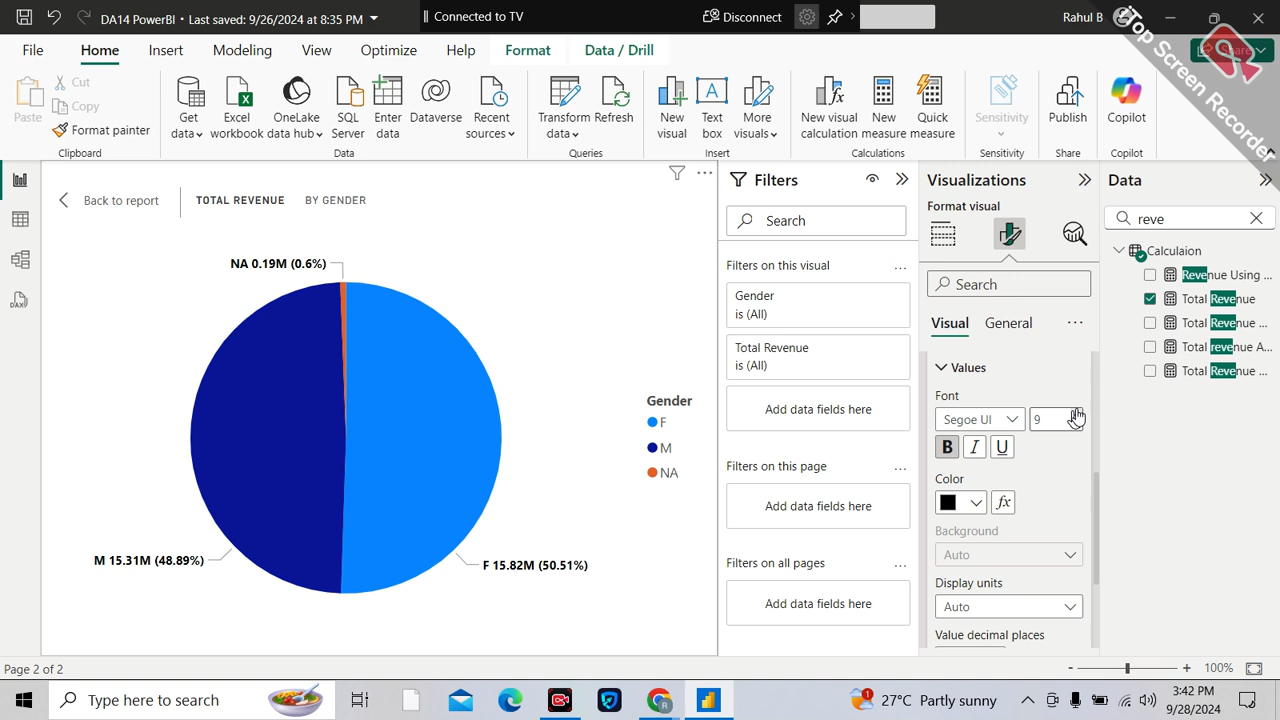 DA14 PowerBI • Last saved: 9/26/2024 at 8:35 PM
Connected to TV
Disconnect
Rahul B
iTop Screen Recorder
File Home Insert Modeling View Optimize Help Format Data / Drill
Share
Paste
Cut
Copy
Format painter
Clipboard
Get data
Excel workbook
OneLake data hub
SQL Server
Enter data
Dataverse
Recent sources
Data
Transform data
Refresh
Queries
New visual
Text box
More visuals
Insert
New visual calculation
New measure
Quick measure
Calculations
Sensitivity
Sensitivity
Publish
Share
Copilot
Copilot
Back to report
TOTAL REVENUE BY GENDER
NA 0.19M (0.6%)
M 15.31M (48.89%)
F 15.82M (50.51%)
Gender
F
M
NA
Filters
Search
Filters on this visual ...
Gender
is (All)
Total Revenue
is (All)
Add data fields here
Filters on this page ...
Add data fields here
Filters on all pages ...
Add data fields here
Visualizations
Format visual
Search
Visual General ...
Values
Font
Segoe UI 9
B I U
Color
fx
Background
Auto
Display units
Auto
Value decimal places
Data
reve
Calculaion
Revenue Using ...
Total Revenue
Total Revenue ...
Total revenue A...
Total Revenue ...
Page 2 of 2
- + 100%
Type here to search
27°C Partly sunny
3:42 PM
9/28/2024